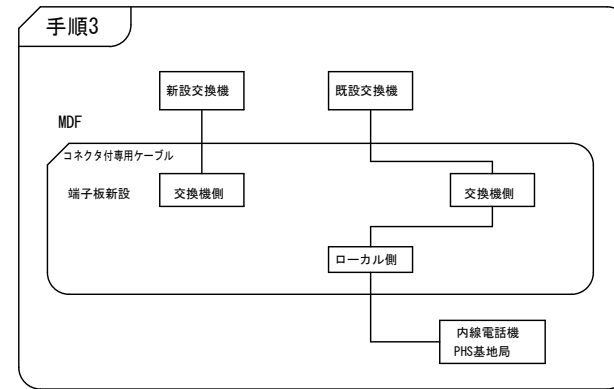 手順3
新設交換機
既設交換機
MDF
コネクタ付専用ケーブル
端子板新設
交換機側
交換機側
ローカル側
内線電話機
PHS基地局